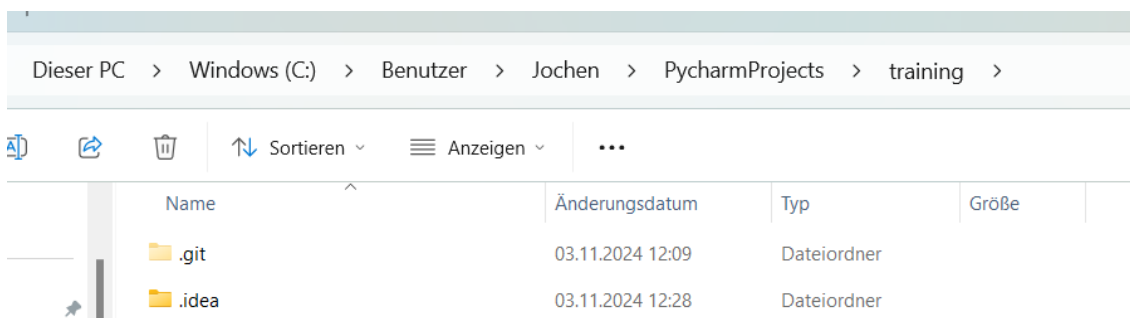 Dieser PC > Windows (C:) > Benutzer > Jochen > PycharmProjects > training >
A Sortieren Anzeigen ...
Name Änderungsdatum Typ Größe
.git 03.11.2024 12:09 Dateiordner
.idea 03.11.2024 12:28 Dateiordner